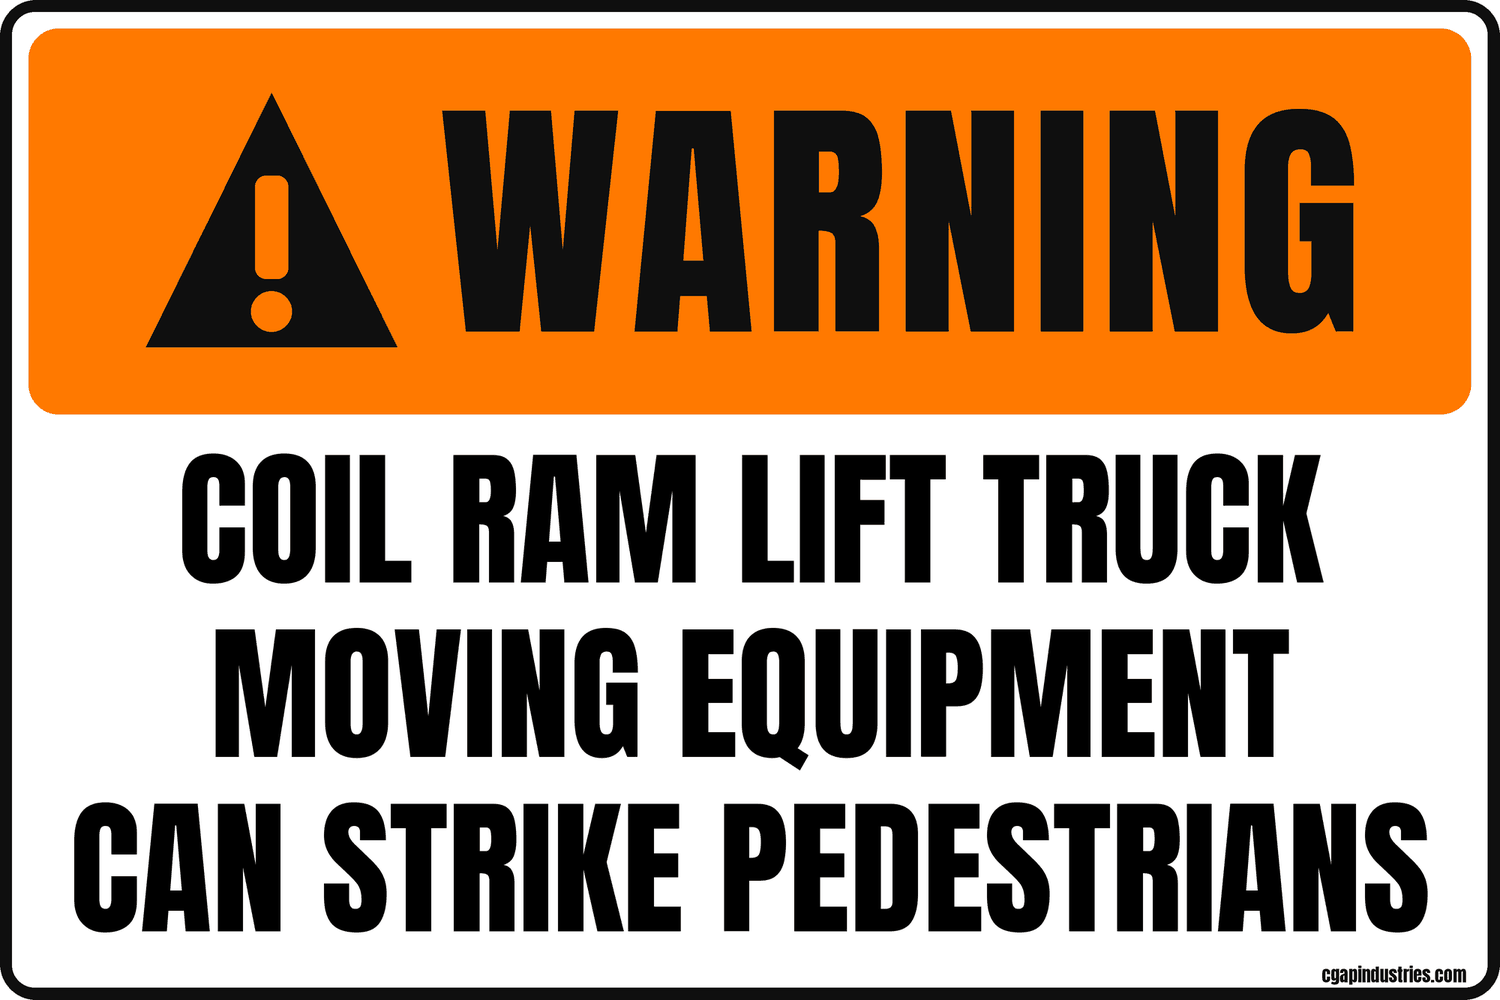 WARNING
COIL RAM LIFT TRUCK
MOVING EQUIPMENT
CAN STRIKE PEDESTRIANS
cgapindustries.com